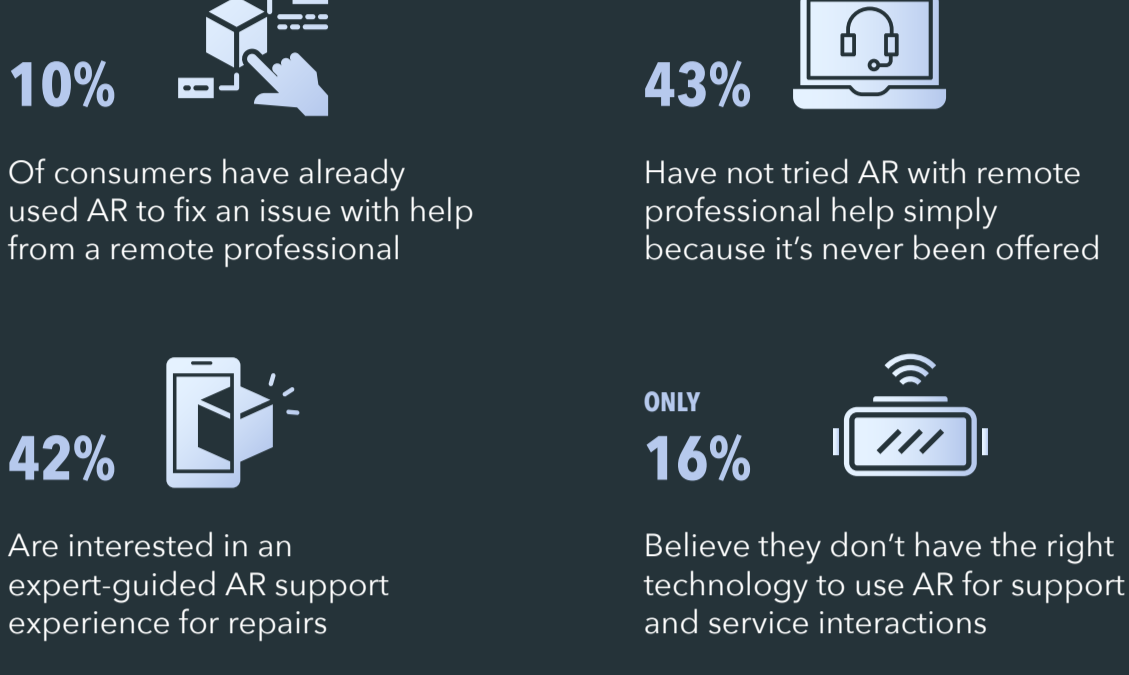 10%
Of consumers have already
used AR to fix an issue with help
from a remote professional
43%
Have not tried AR with remote
professional help simply
because it’s never been offered
42%
Are interested in an
expert-guided AR support
experience for repairs
ONLY
16%
Believe they don’t have the right
technology to use AR for support
and service interactions